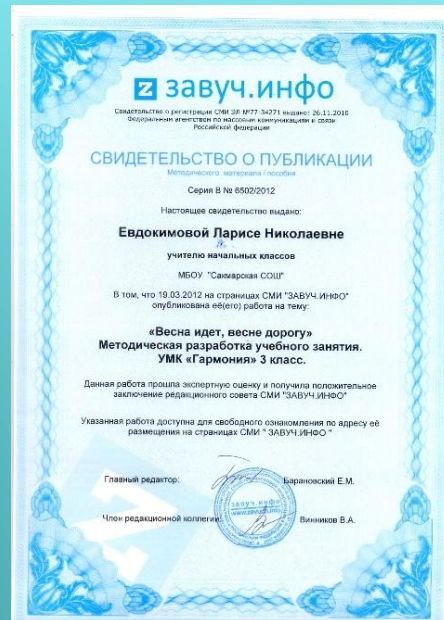 завуч.инфо
Свидетельство о регистрации СМИ ЭЛ №77-34271 выдано: 26.11.2010
Федеральным агентством по массовым коммуникациям и связи
Российской федерации
СВИДЕТЕЛЬСТВО О ПУБЛИКАЦИИ
Методического материала / пособия
Серия В № 6502/2012
Настоящее свидетельство выдано:
Евдокимовой Ларисе Николаевне
учителю начальных классов
МБОУ "Сакмарская СОШ"
В том, что 19.03.2012 на страницах СМИ "ЗАВУЧ.ИНФО"
опубликована её(его) работа на тему:
«Весна идет, весне дорогу»
Методическая разработка учебного занятия.
УМК «Гармония» 3 класс.
Данная работа прошла экспертную оценку и получила положительное
заключение редакционного совета СМИ "ЗАВУЧ.ИНФО"
Указанная работа доступна для свободного ознакомления по адресу её
размещения на страницах СМИ " ЗАВУЧ.ИНФО "
Главный редактор: Барановский Е.М.
завуч.инфо
Член редакционной коллегии: Винников В.А.